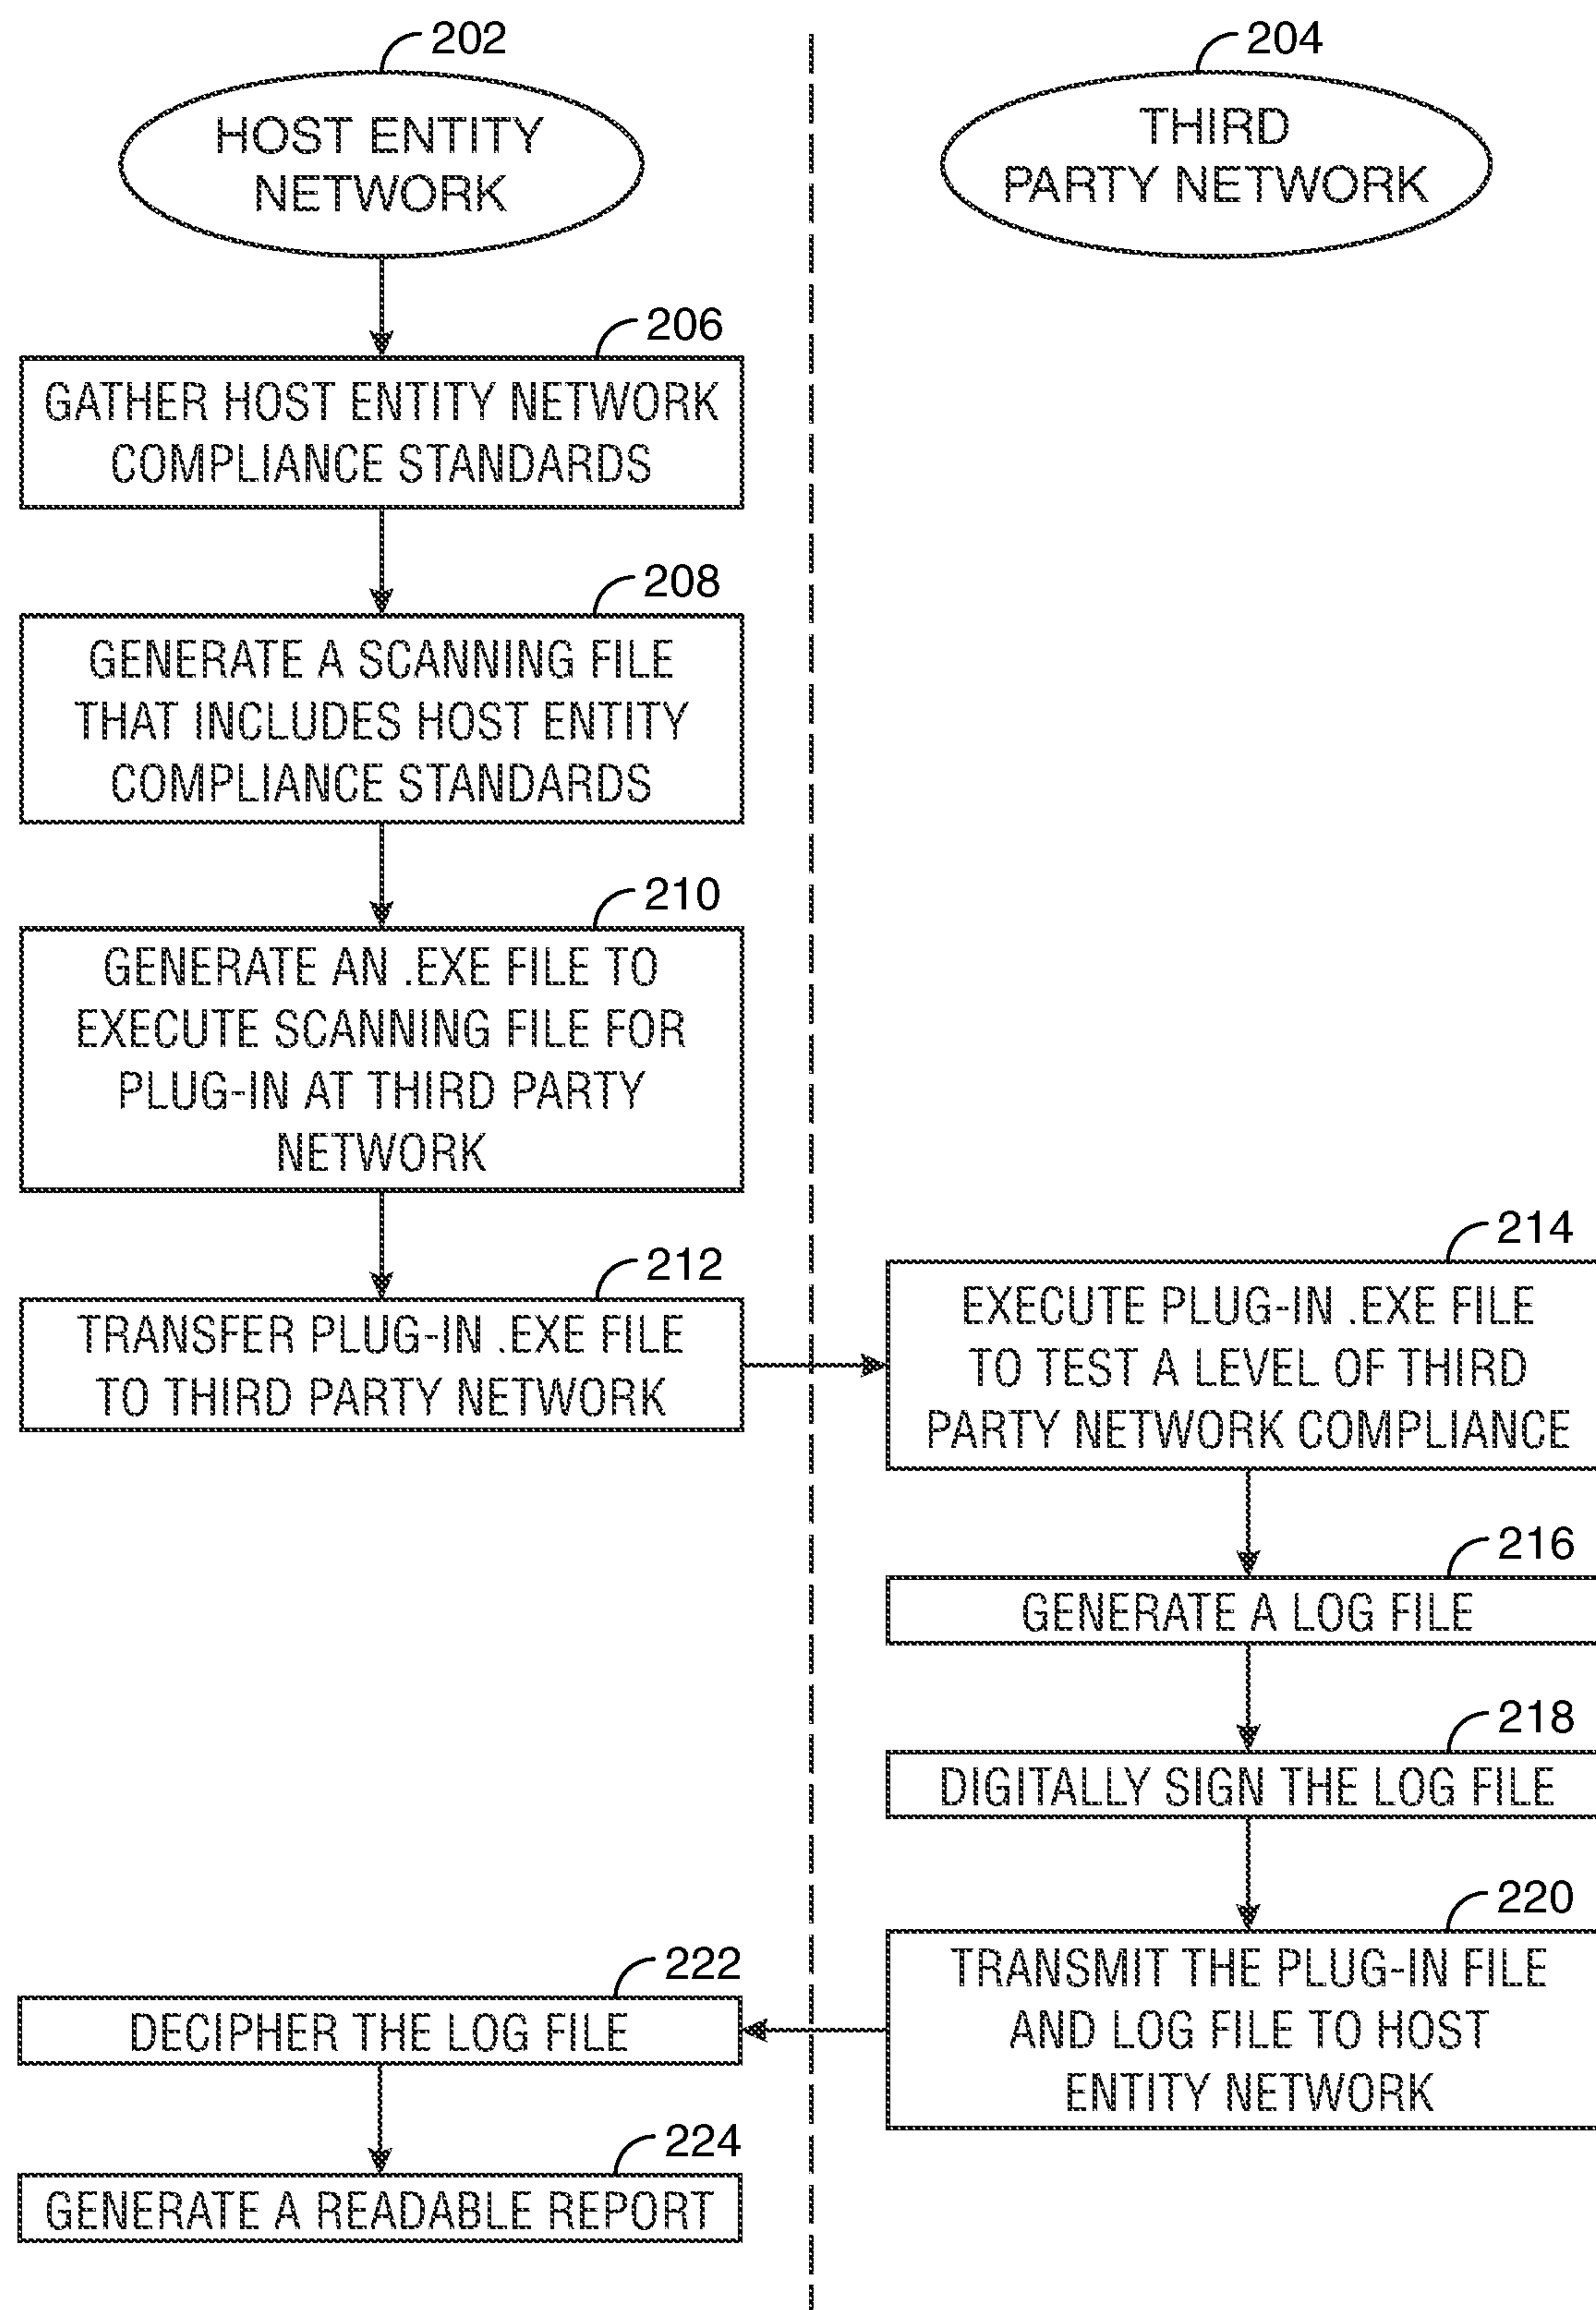 202
HOST ENTITY
NETWORK
204
THIRD
PARTY NETWORK
206
GATHER HOST ENTITY NETWORK
COMPLIANCE STANDARDS
208
GENERATE A SCANNING FILE
THAT INCLUDES HOST ENTITY
COMPLIANCE STANDARDS
210
GENERATE AN .EXE FILE TO
EXECUTE SCANNING FILE FOR
PLUG-IN AT THIRD PARTY
NETWORK
212
TRANSFER PLUG-IN .EXE FILE
TO THIRD PARTY NETWORK
214
EXECUTE PLUG-IN .EXE FILE
TO TEST A LEVEL OF THIRD
PARTY NETWORK COMPLIANCE
216
GENERATE A LOG FILE
218
DIGITALLY SIGN THE LOG FILE
220
TRANSMIT THE PLUG-IN FILE
AND LOG FILE TO HOST
ENTITY NETWORK
222
DECIPHER THE LOG FILE
224
GENERATE A READABLE REPORT